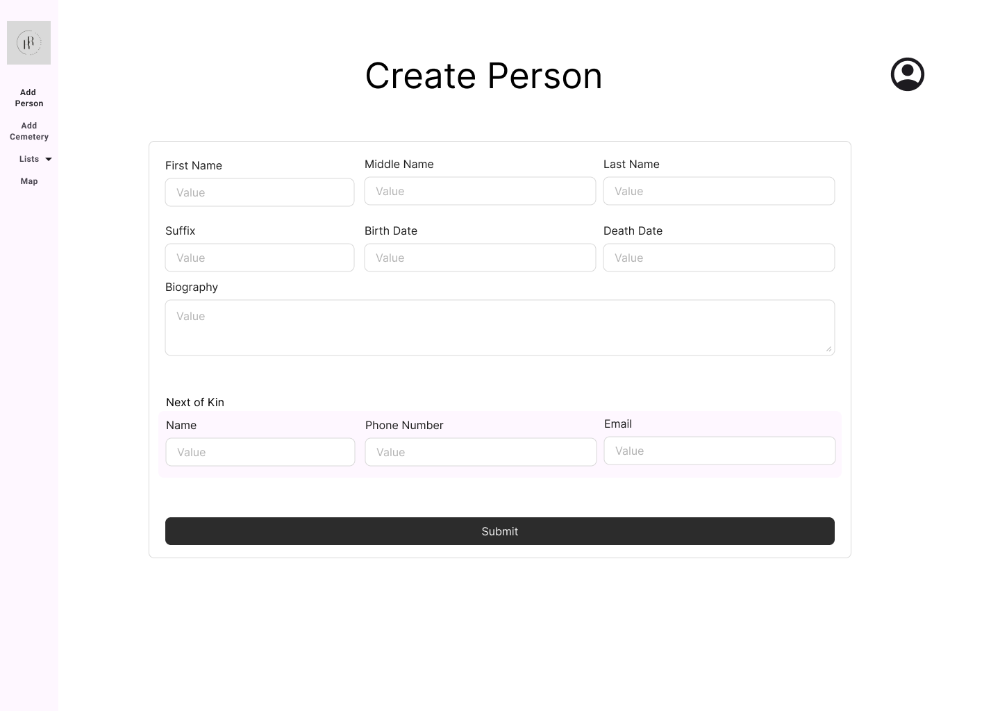 Create Person
Add
Person
Add
Cemetery
Lists
Map
First Name
Middle Name
Last Name
Value
Value
Value
Suffix
Birth Date
Death Date
Value
Value
Value
Biography
Value
Next of Kin
Name
Phone Number
Email
Value
Value
Value
Submit